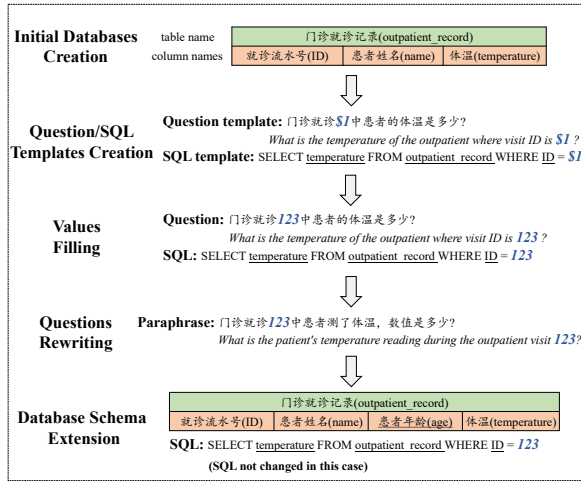 Initial Databases Creation
table name
门诊就诊记录(outpatient_record)
column names
就诊流水号(ID) 患者姓名(name) 体温(temperature)
Question/SQL Templates Creation
Question template: 门诊就诊$1中患者的体温是多少?
What is the temperature of the outpatient where visit ID is $1 ?
SQL template: SELECT temperature FROM outpatient_record WHERE ID = $1
Values Filling
Question: 门诊就诊123中患者的体温是多少?
What is the temperature of the outpatient where visit ID is 123 ?
SQL: SELECT temperature FROM outpatient_record WHERE ID = 123
Questions Rewriting
Paraphrase: 门诊就诊123中患者测了体温，数值是多少?
What is the patient's temperature reading during the outpatient visit 123?
Database Schema Extension
门诊就诊记录(outpatient_record)
就诊流水号(ID) 患者姓名(name) 患者年龄(age) 体温(temperature)
SQL: SELECT temperature FROM outpatient_record WHERE ID = 123
(SQL not changed in this case)